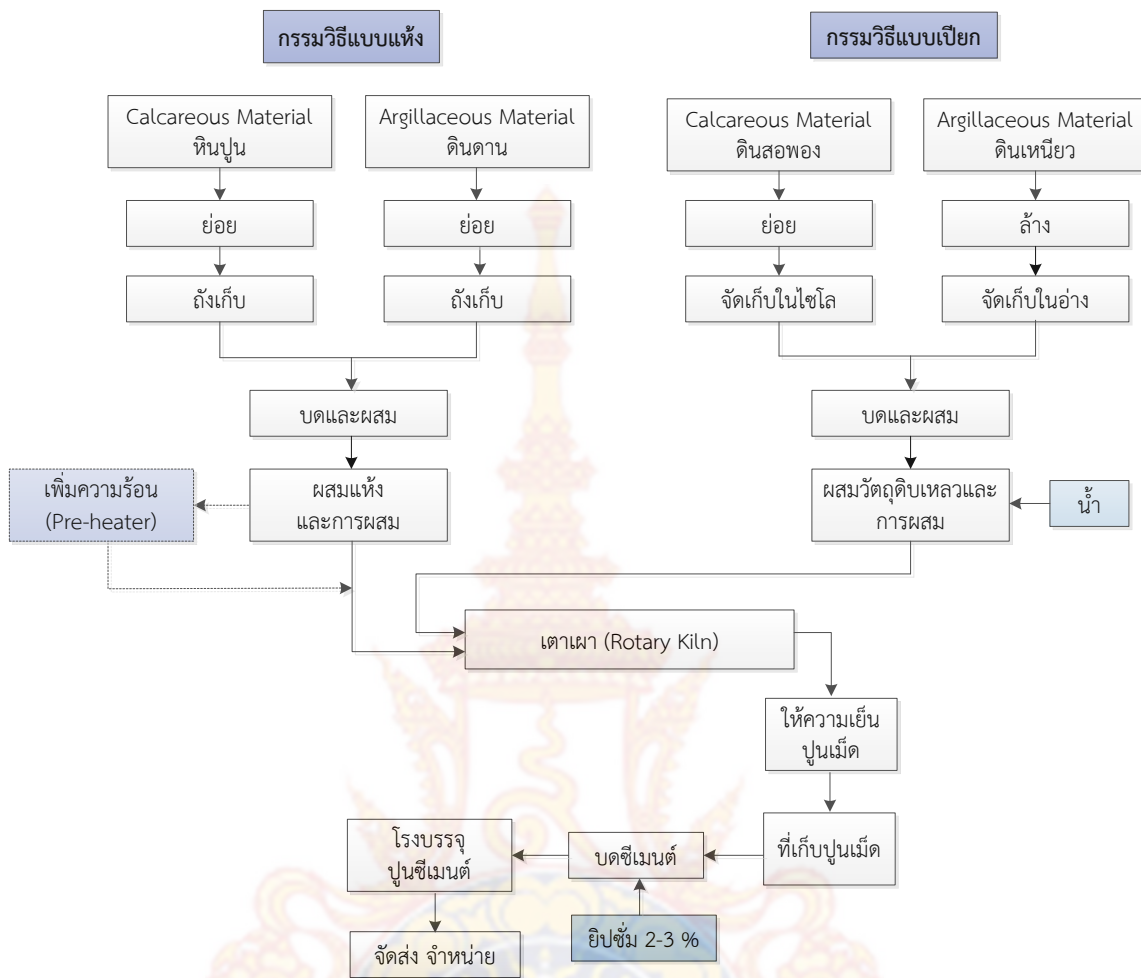 กรรมวิธีแบบแห้ง
กรรมวิธีแบบเปียก
Calcareous Material
หินปูน
Argillaceous Material
ดินดาน
Calcareous Material
ดินสอพอง
Argillaceous Material
ดินเหนียว
ย่อย
ย่อย
ย่อย
ล้าง
ถังเก็บ
ถังเก็บ
จัดเก็บในไซโล
จัดเก็บในอ่าง
บดและผสม
บดและผสม
เพิ่มความร้อน
(Pre-heater)
ผสมแห้ง
และการผสม
ผสมวัตถุดิบเหลวและ
การผสม
น้ำ
เตาเผา (Rotary Kiln)
ให้ความเย็น
ปูนเม็ด
โรงบรรจุ
ปูนซีเมนต์
บดซีเมนต์
ที่เก็บปูนเม็ด
จัดส่ง จำหน่าย
ยิปซั่ม 2-3 %